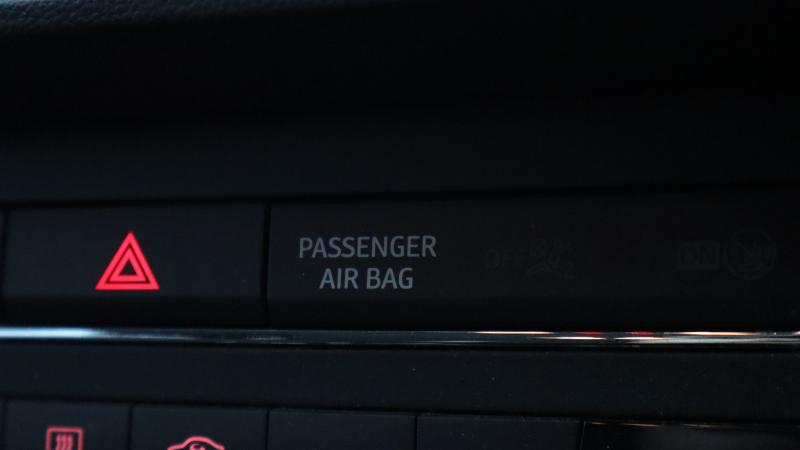 PASSENGER
AIR BAG
OFF
ON